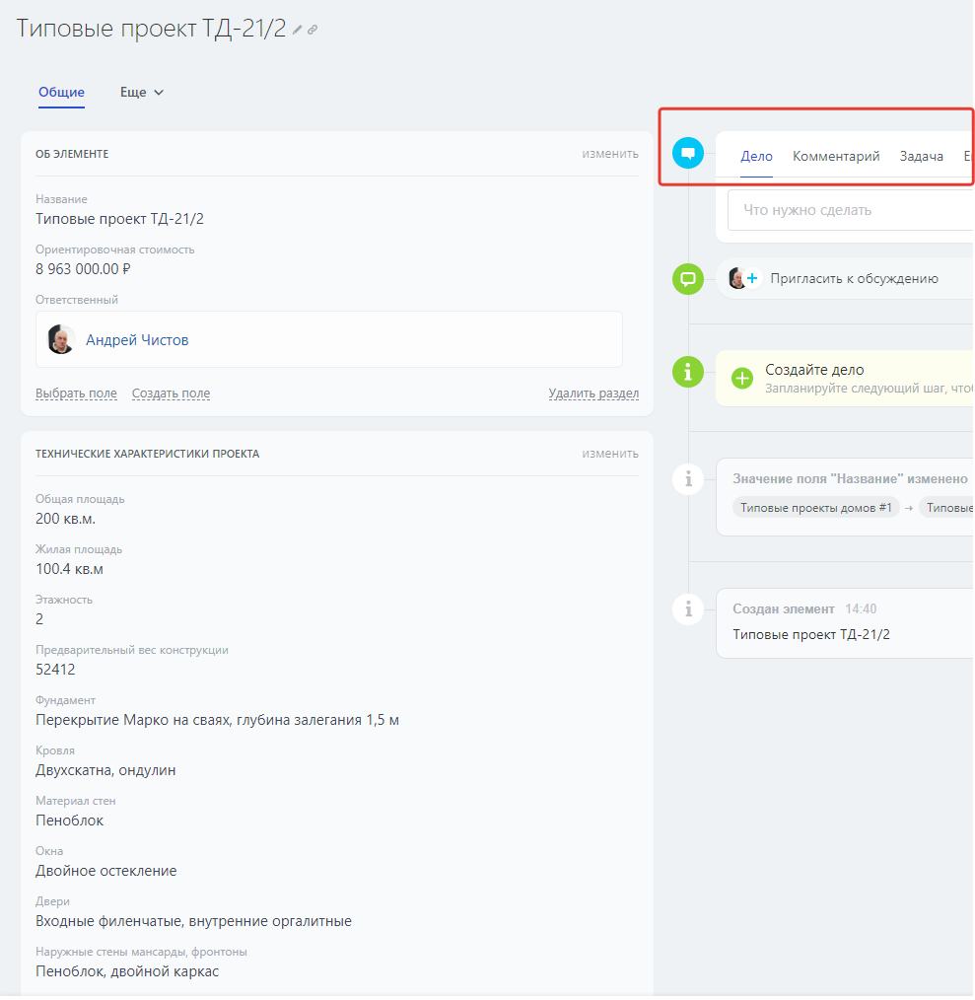 Типовые проект ТД-21/2
Общие
Еще
ОБ ЭЛЕМЕНТЕ
изменить
Название
Типовые проект ТД-21/2
Ориентировочная стоимость
8 963 000.00 ₽
Ответственный
Андрей Чистов
Выбрать поле
Создать поле
Удалить раздел
ТЕХНИЧЕСКИЕ ХАРАКТЕРИСТИКИ ПРОЕКТА
изменить
Общая площадь
200 кв.м.
Жилая площадь
100.4 кв.м
Этажность
2
Предварительный вес конструкции
52412
Фундамент
Перекрытие Марко на сваях, глубина залегания 1,5 м
Кровля
Двухскатна, ондулин
Материал стен
Пеноблок
Окна
Двойное остекление
Двери
Входные филенчатые, внутренние оргалитные
Наружные стены мансарды, фронтоны
Пеноблок, двойной каркас
Дело
Комментарий
Задача
Что нужно сделать
Пригласить к обсуждению
Создайте дело
Запланируйте следующий шаг,
Значение поля "Название" изменено
Типовые проекты домов #1 → Типовые
Создан элемент 14:40
Типовые проект ТД-21/2